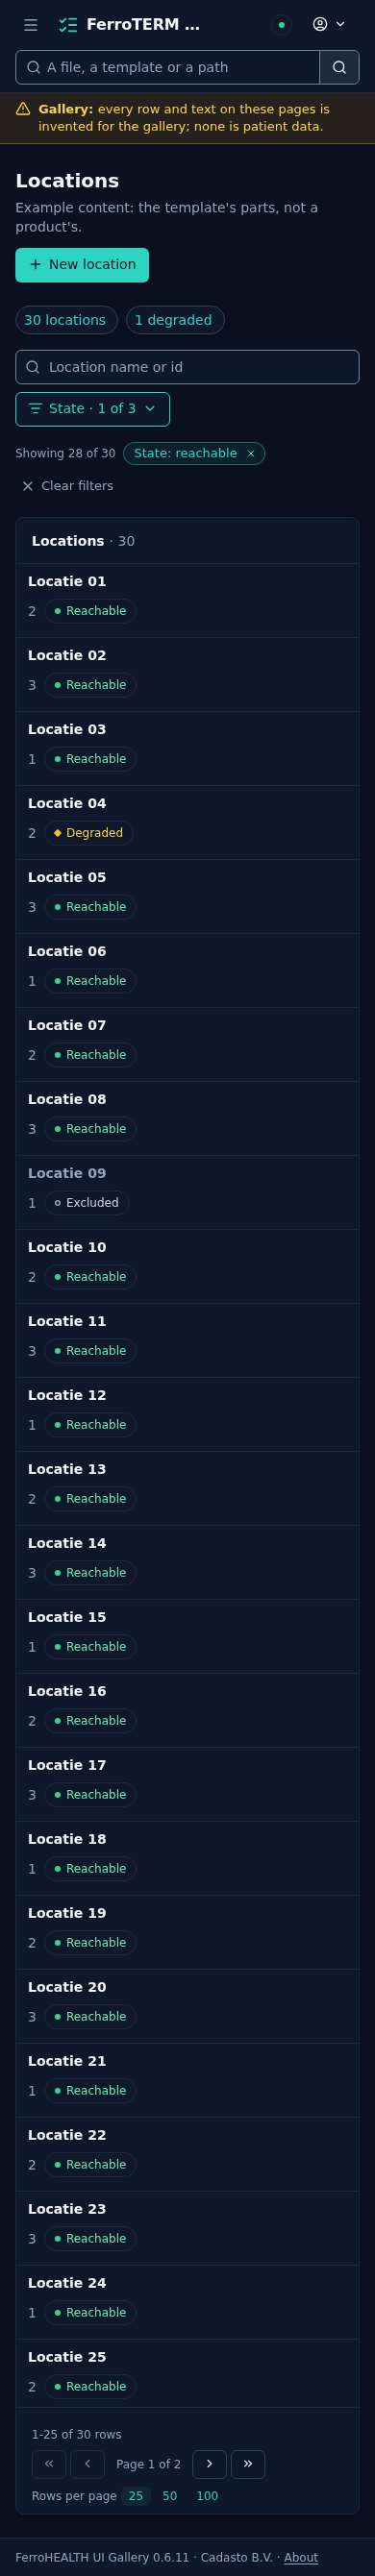 FerroTERM ...
A file, a template or a path
Gallery: every row and text on these pages is
invented for the gallery; none is patient data.
Locations
Example content: the template's parts, not a
product's.
+ New location
30 locations
1 degraded
Location name or id
State · 1 of 3
Showing 28 of 30
State: reachable ×
× Clear filters
Locations · 30
Locatie 01
2 Reachable
Locatie 02
3 Reachable
Locatie 03
1 Reachable
Locatie 04
2 Degraded
Locatie 05
3 Reachable
Locatie 06
1 Reachable
Locatie 07
2 Reachable
Locatie 08
3 Reachable
Locatie 09
1 Excluded
Locatie 10
2 Reachable
Locatie 11
3 Reachable
Locatie 12
1 Reachable
Locatie 13
2 Reachable
Locatie 14
3 Reachable
Locatie 15
1 Reachable
Locatie 16
2 Reachable
Locatie 17
3 Reachable
Locatie 18
1 Reachable
Locatie 19
2 Reachable
Locatie 20
3 Reachable
Locatie 21
1 Reachable
Locatie 22
2 Reachable
Locatie 23
3 Reachable
Locatie 24
1 Reachable
Locatie 25
2 Reachable
1-25 of 30 rows
« ‹ Page 1 of 2 › »
Rows per page 25 50 100
FerroHEALTH UI Gallery 0.6.11 · Cadasto B.V. · About